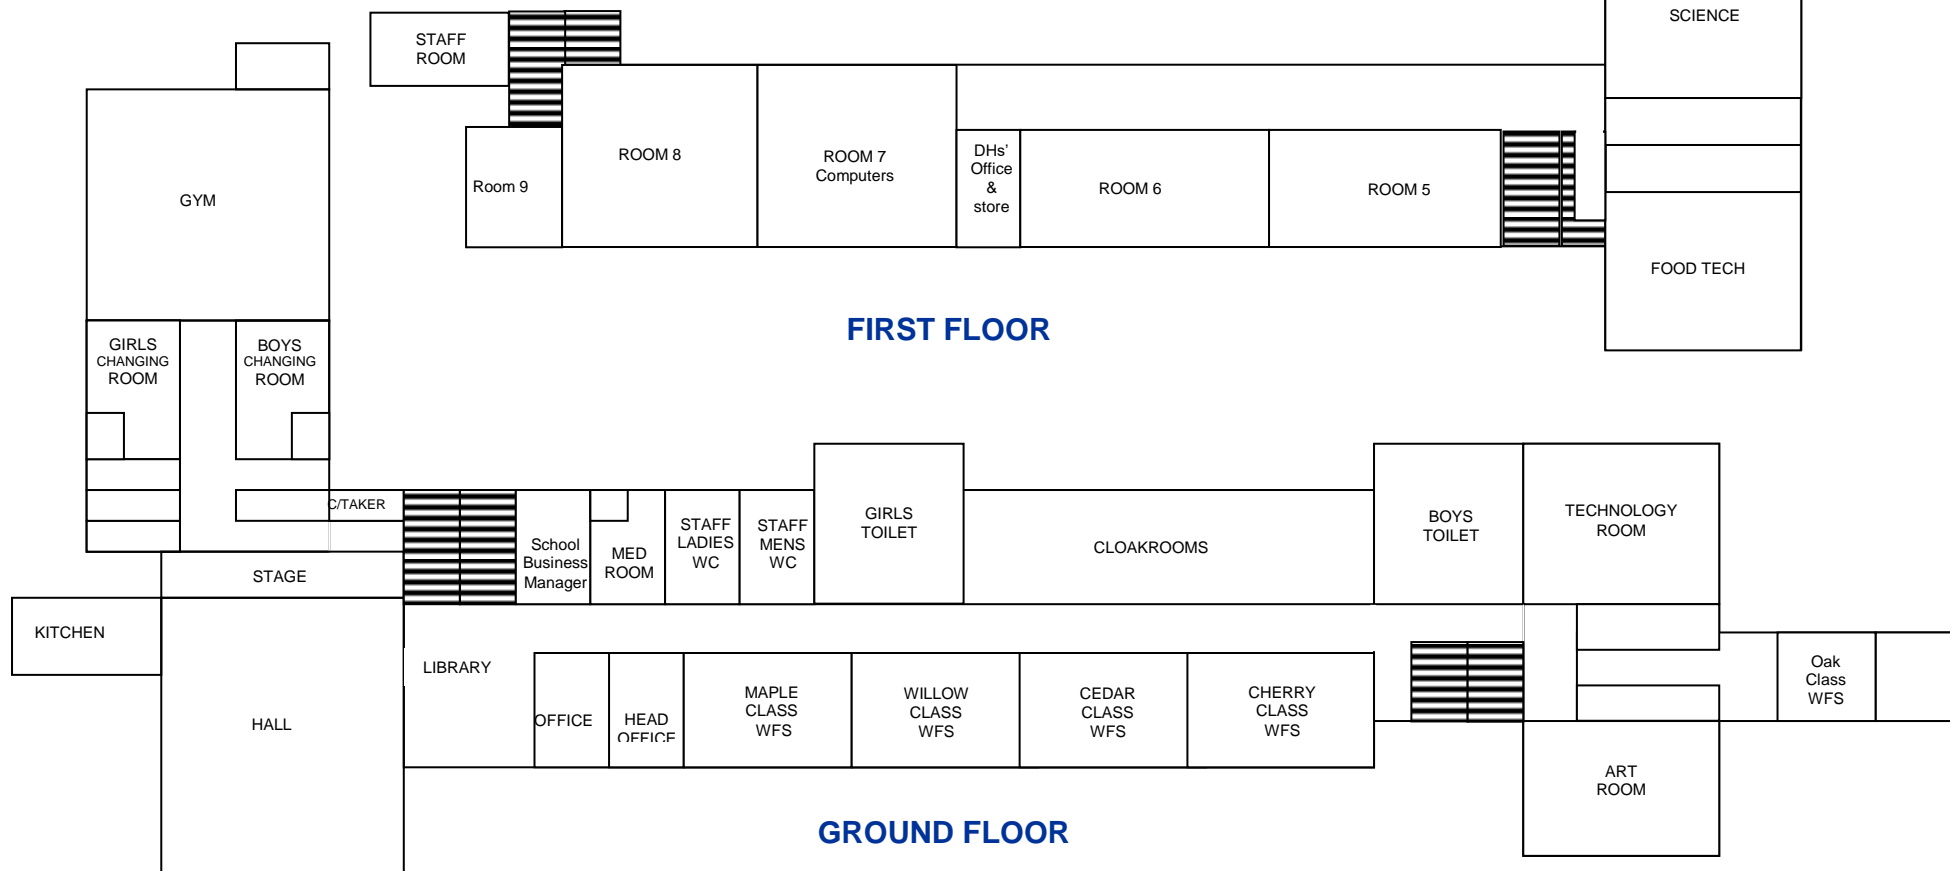 SCIENCE
STAFF
ROOM
ROOM 8
ROOM 7
Computers
DHs'
Office
&
store
Room 9
ROOM 6
ROOM 5
GYM
FOOD TECH
FIRST FLOOR
GIRLS
CHANGING
ROOM
BOYS
CHANGING
ROOM
C/TAKER
School
Business
Manager
MED
ROOM
STAFF
LADIES
WC
STAFF
MENS
WC
GIRLS
TOILET
CLOAKROOMS
BOYS
TOILET
TECHNOLOGY
ROOM
STAGE
KITCHEN
HALL
LIBRARY
OFFICE
HEAD
OFFICE
MAPLE
CLASS
WFS
WILLOW
CLASS
WFS
CEDAR
CLASS
WFS
CHERRY
CLASS
WFS
Oak
Class
WFS
ART
ROOM
GROUND FLOOR